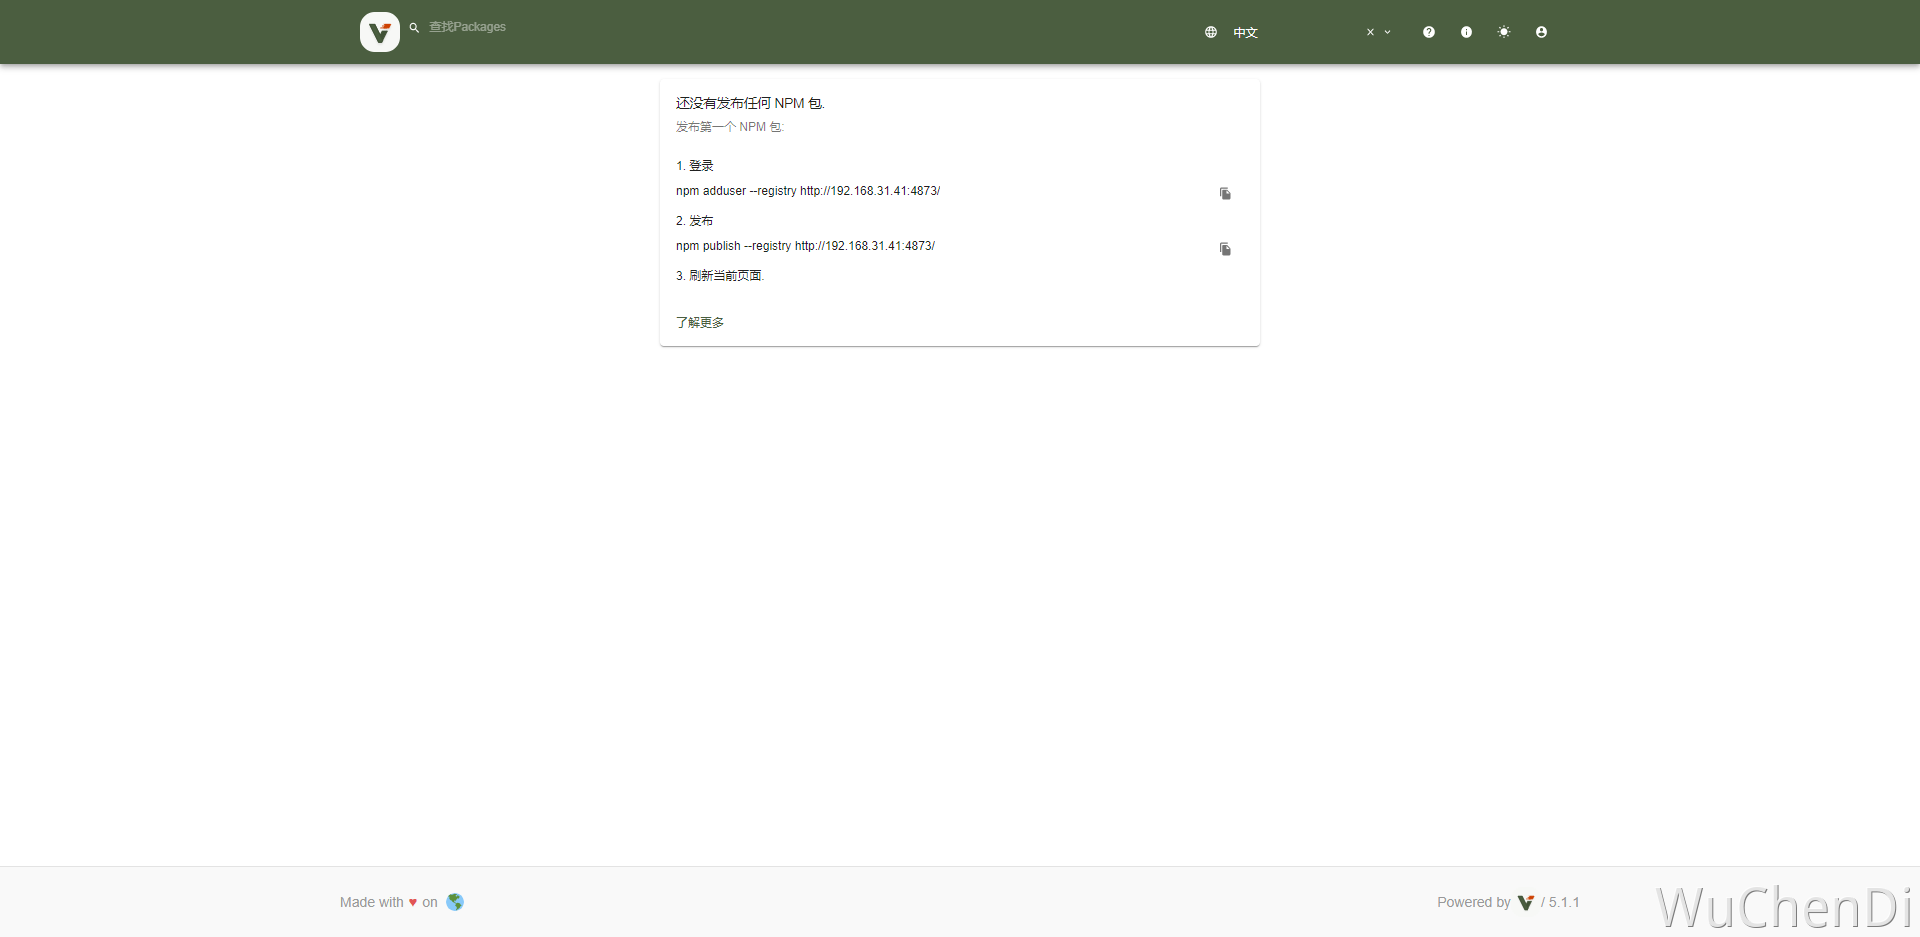 查找Packages
中文
还没有发布任何 NPM 包.
发布第一个 NPM 包:
1. 登录
npm adduser --registry http://192.168.31.41:4873/
2. 发布
npm publish --registry http://192.168.31.41:4873/
3. 刷新当前页面.
了解更多
Made with ♥ on
Powered by / 5.1.1
WuChenDi